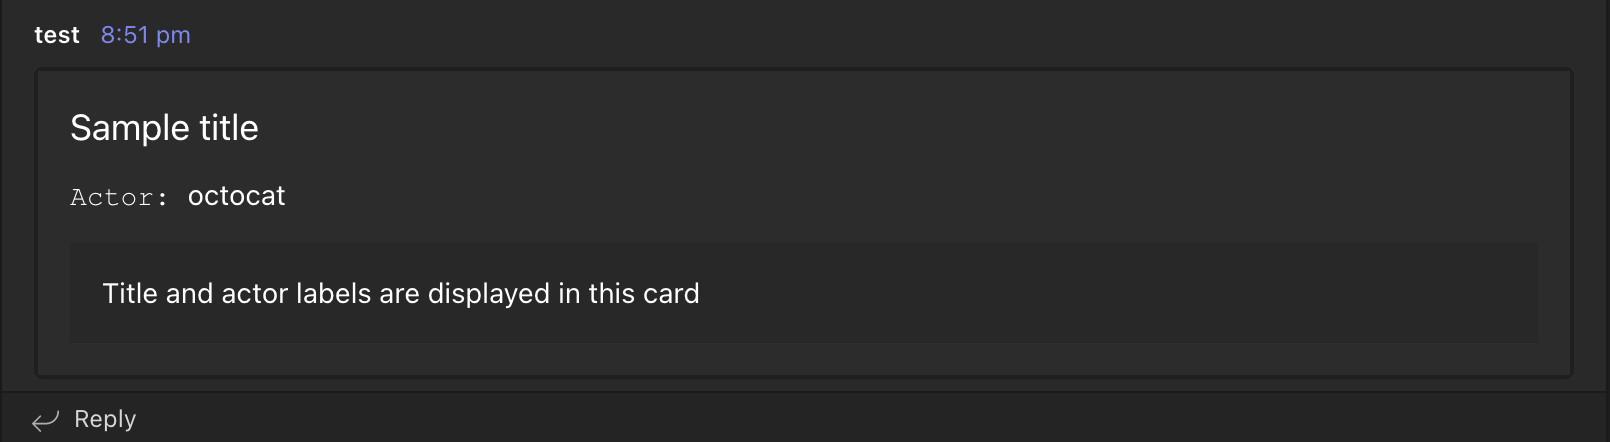 test 8:51 pm
Sample title
Actor: octocat
Title and actor labels are displayed in this card
Reply